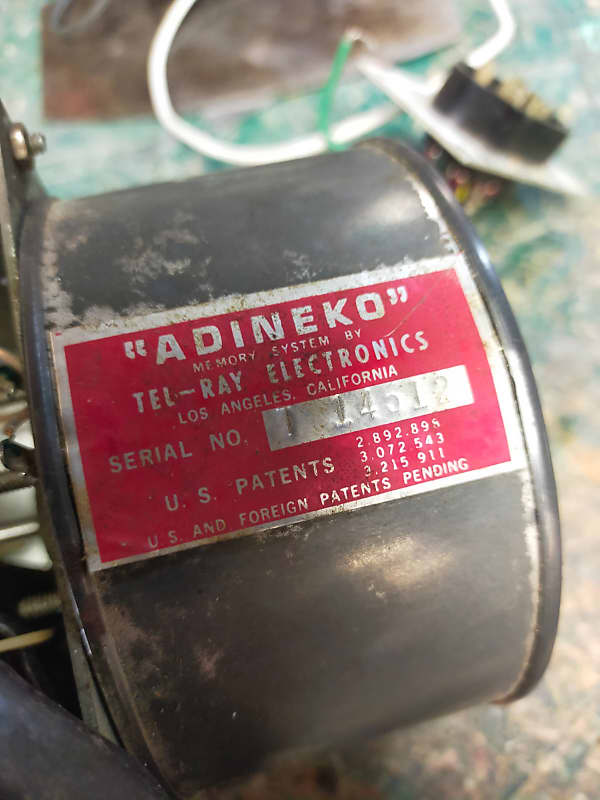 "ADINEKO"
MEMORY SYSTEM BY
TEL-RAY ELECTRONICS
LOS ANGELES, CALIFORNIA
SERIAL NO. 14512
U.S. PATENTS 2.892.898
3.072.543
3.215.911
U.S. AND FOREIGN PATENTS PENDING